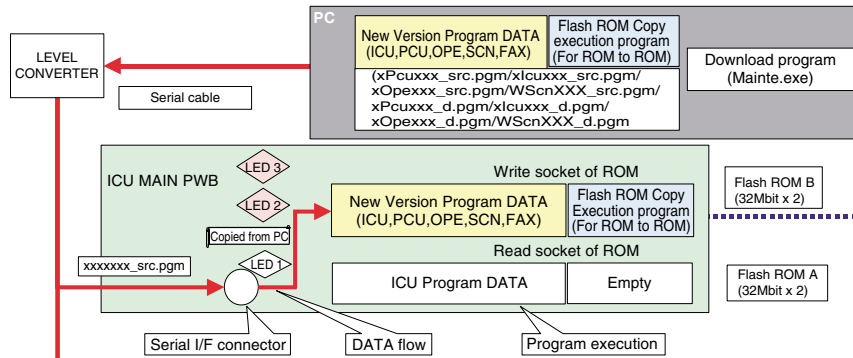 PC
New Version Program DATA
(ICU,PCU,OPE,SCN,FAX)
Flash ROM Copy
execution program
(For ROM to ROM)
(xPcuxxx_src.pgm/xIcuxxx_src.pgm/
xOpexxx_src.pgm/WScnXXX_src.pgm/
xPcuxxx_d.pgm/xIcuxxx_d.pgm/
xOpexxx_d.pgm/WScnXXX_d.pgm
Download program
(Mainte.exe)
LEVEL
CONVERTER
Serial cable
ICU MAIN PWB
LED 3
LED 2
Copied from PC
LED 1
xxxxxxx_src.pgm
Write socket of ROM
New Version Program DATA
(ICU,PCU,OPE,SCN,FAX)
Flash ROM Copy
Execution program
(For ROM to ROM)
Read socket of ROM
ICU Program DATA
Empty
Flash ROM B
(32Mbit x 2)
Flash ROM A
(32Mbit x 2)
Serial I/F connector
DATA flow
Program execution